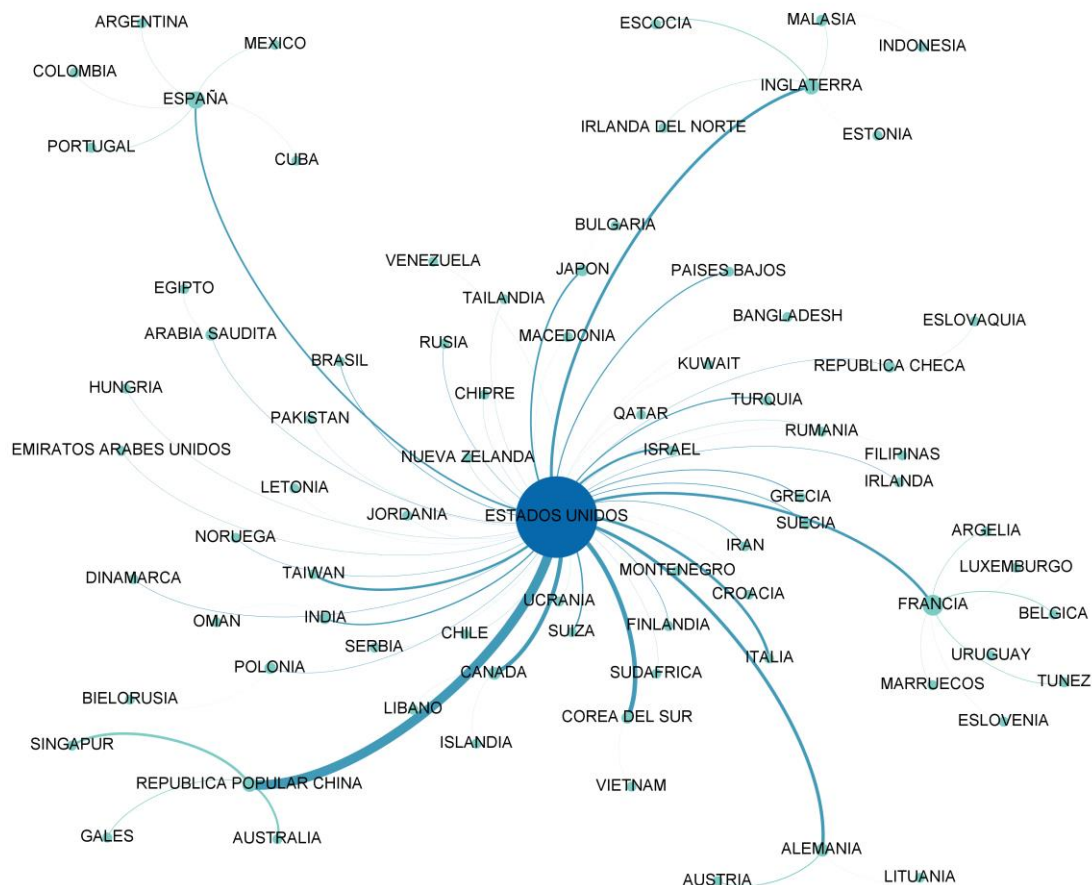 ARGENTINA
MEXICO
COLOMBIA
ESPAÑA
PORTUGAL
CUBA
ESCOCIA
MALASIA
INDONESIA
INGLATERRA
IRLANDA DEL NORTE
ESTONIA
BULGARIA
VENEZUELA
JAPON
PAISES BAJOS
EGIPTO
TAILANDIA
BANGLADESH
ESLOVAQUIA
ARABIA SAUDITA
RUSIA
MACEDONIA
BRASIL
KUWAIT
REPUBLICA CHECA
HUNGRIA
CHIPRE
TURQUIA
PAKISTAN
QATAR
RUMANIA
EMIRATOS ARABES UNIDOS
NUEVA ZELANDA
ISRAEL
FILIPINAS
LETONIA
IRLANDA
GRECIA
JORDANIA
ESTADOS UNIDOS
SUECIA
ARGELIA
NORUEGA
IRAN
LUXEMBURGO
DINAMARCA
TAIWAN
MONTENEGRO
CROACIA
UCRANIA
FRANCIA
BELGICA
OMAN
INDIA
CHILE
SUIZA
FINLANDIA
SERBIA
ITALIA
URUGUAY
POLONIA
CANADA
SUDAFRICA
MARRUECOS
TUNEZ
BIELORUSIA
LIBANO
COREA DEL SUR
ESLOVENIA
SINGAPUR
ISLANDIA
REPUBLICA POPULAR CHINA
VIETNAM
GALES
AUSTRALIA
ALEMANIA
AUSTRIA
LITUANIA